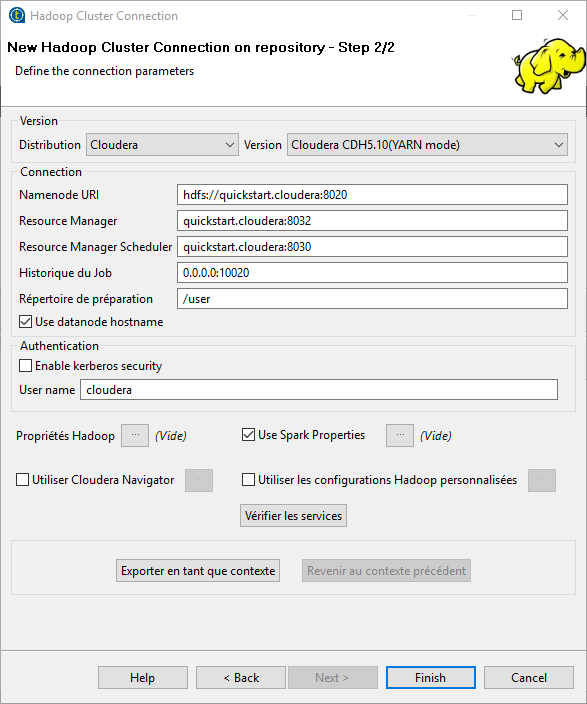 Hadoop Cluster Connection
New Hadoop Cluster Connection on repository - Step 2/2
Define the connection parameters
Version
Distribution Cloudera Version Cloudera CDH5.10(YARN mode)
Connection
Namenode URI hdfs://quickstart.cloudera:8020
Resource Manager quickstart.cloudera:8032
Resource Manager Scheduler quickstart.cloudera:8030
Historique du Job 0.0.0.0:10020
Répertoire de préparation /user
Use datanode hostname
Authentication
Enable kerberos security
User name cloudera
Propriétés Hadoop ... (Vide) Use Spark Properties ... (Vide)
Utiliser Cloudera Navigator ... Utiliser les configurations Hadoop personnalisées ...
Vérifier les services
Exporter en tant que contexte Revenir au contexte précédent
Help < Back Next > Finish Cancel